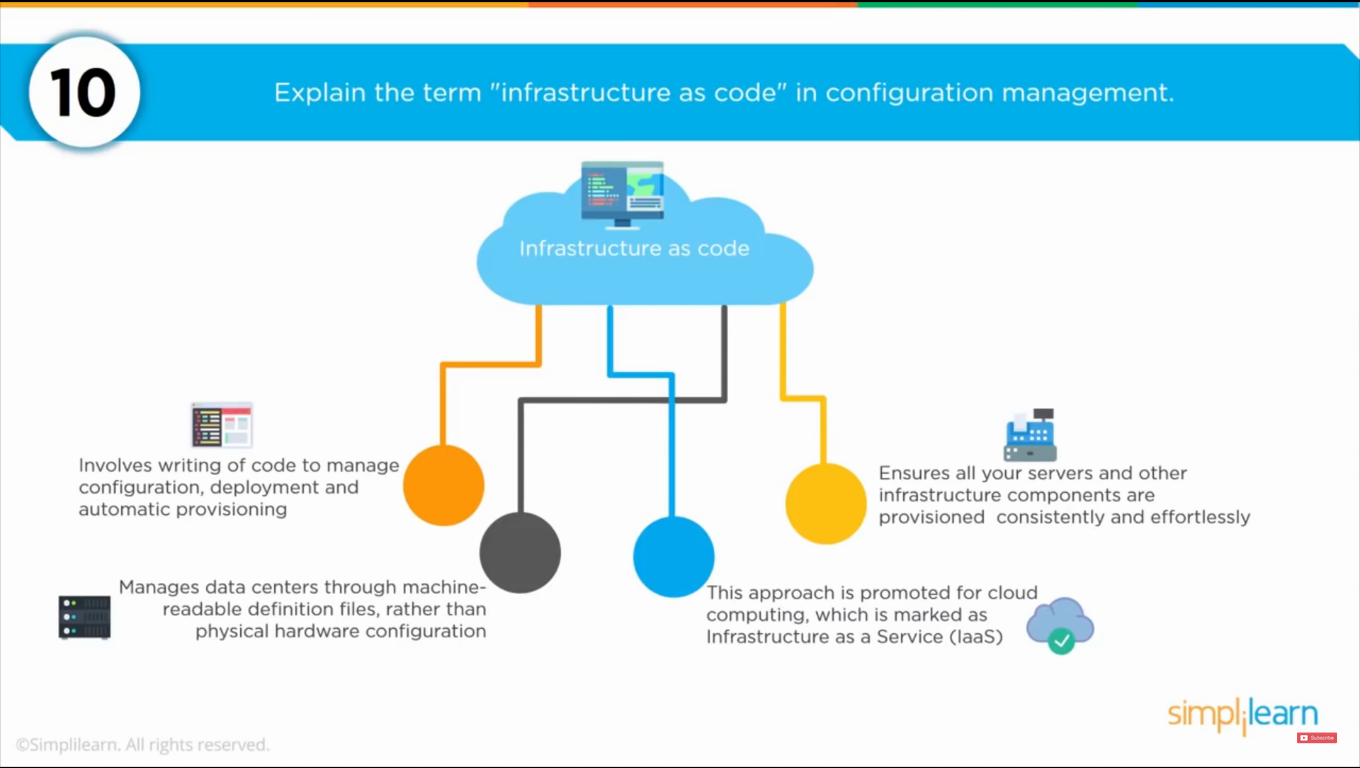 10
Explain the term "infrastructure as code" in configuration management.
Infrastructure as code
Involves writing of code to manage
configuration, deployment and
automatic provisioning
Manages data centers through machine-
readable definition files, rather than
physical hardware configuration
This approach is promoted for cloud
computing, which is marked as
Infrastructure as a Service (IaaS)
Ensures all your servers and other
infrastructure components are
provisioned  consistently and effortlessly
simplilearn
Subscribe
©Simplilearn. All rights reserved.